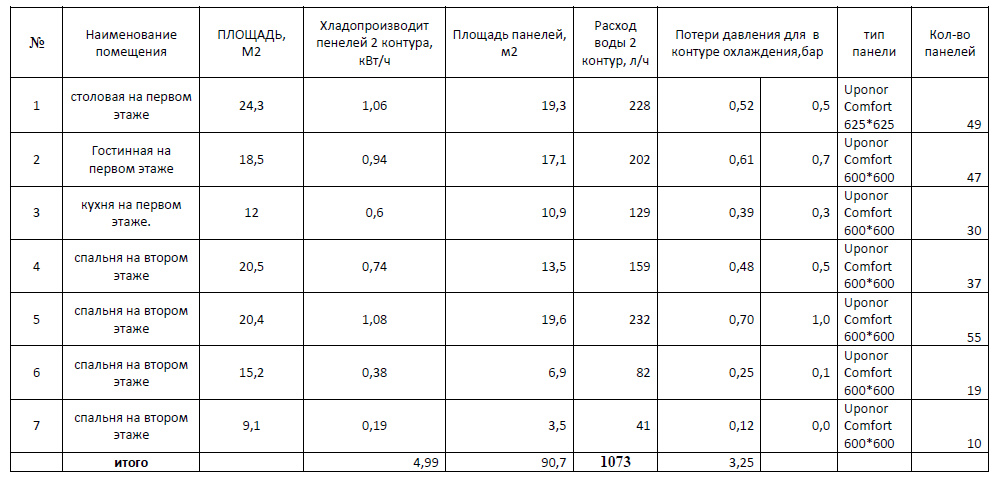 № Наименование помещения ПЛОЩАДЬ, М2 Хладопроизводит пенелей 2 контура, кВт/ч Площадь панелей, м2 Расход воды 2 контур, л/ч Потери давления для в контуре охлаждения,бар тип панели Кол-во панелей
1 столовая на первом этаже 24,3 1,06 19,3 228 0,52 0,5 Uponor Comfort 625*625 49
2 Гостинная на первом этаже 18,5 0,94 17,1 202 0,61 0,7 Uponor Comfort 600*600 47
3 кухня на первом этаже. 12 0,6 10,9 129 0,39 0,3 Uponor Comfort 600*600 30
4 спальня на втором этаже 20,5 0,74 13,5 159 0,48 0,5 Uponor Comfort 600*600 37
5 спальня на втором этаже 20,4 1,08 19,6 232 0,70 1,0 Uponor Comfort 600*600 55
6 спальня на втором этаже 15,2 0,38 6,9 82 0,25 0,1 Uponor Comfort 600*600 19
7 спальня на втором этаже 9,1 0,19 3,5 41 0,12 0,0 Uponor Comfort 600*600 10
итого 4,99 90,7 1073 3,25